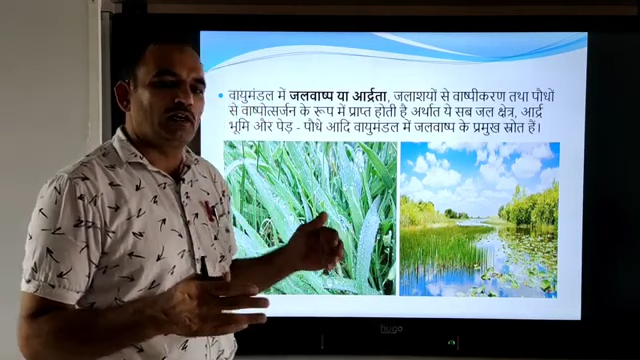 वायुमंडल में जलवाष्प या आर्द्रता, जलाशयों से वाष्पीकरण तथा पौधों
से वाष्पोत्सर्जन के रूप में प्राप्त होती है अर्थात ये सब जल क्षेत्र, आर्द्र
भूमि और पेड़ - पौधे आदि वायुमंडल में जलवाष्प के प्रमुख स्रोत हैं।
hugo